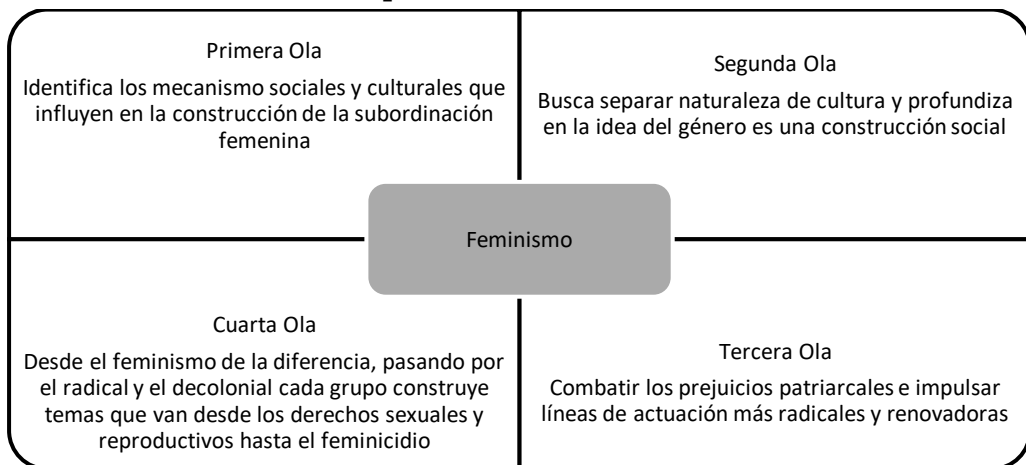 Primera Ola
Identifica los mecanismo sociales y culturales que
influyen en la construcción de la subordinación
femenina
Segunda Ola
Busca separar naturaleza de cultura y profundiza
en la idea del género es una construcción social
Feminismo
Cuarta Ola
Desde el feminismo de la diferencia, pasando por
el radical y el decolonial cada grupo construye
temas que van desde los derechos sexuales y
reproductivos hasta el feminicidio
Tercera Ola
Combatir los prejuicios patriarcales e impulsar
líneas de actuación más radicales y renovadoras